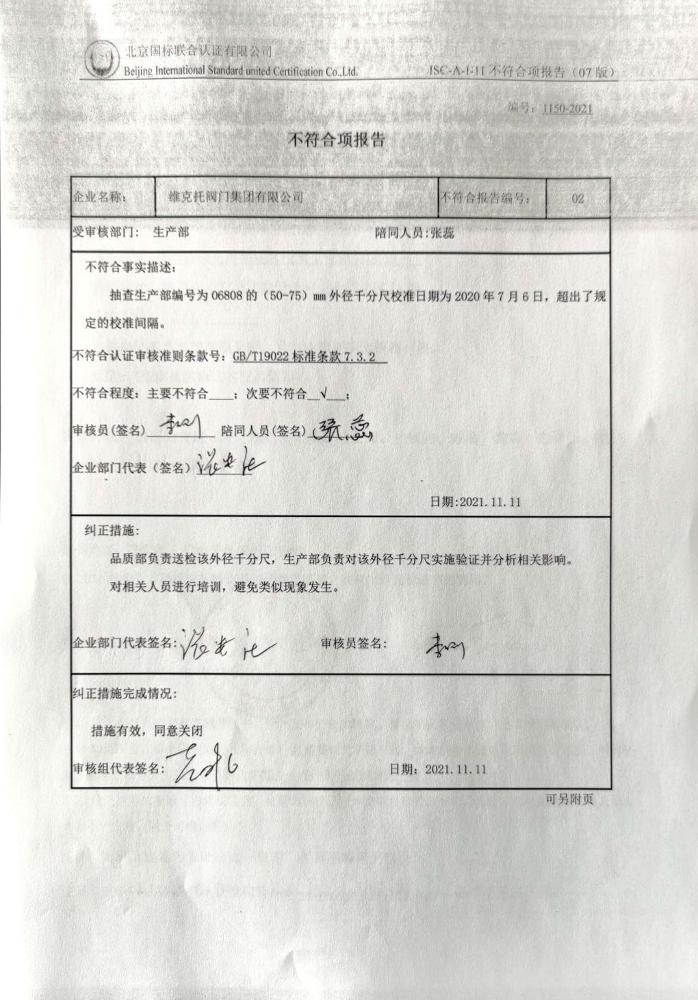 北京国标联合认证有限公司
Beijing International Standard united Certification Co.,Ltd.
ISC-A-I-11 不符合项报告（07 版）
编号：1150-2021
不符合项报告
企业名称： 维克托阀门集团有限公司 不符合报告编号： 02
受审核部门： 生产部 陪同人员:张蕊
不符合事实描述：
抽查生产部编号为 06808 的（50-75）mm 外径千分尺校准日期为 2020 年 7 月 6 日，超出了规
定的校准间隔。
不符合认证审核准则条款号：GB/T19022 标准条款 7.3.2
不符合程度：主要不符合____；次要不符合__√___；
审核员(签名) 陪同人员(签名) 张蕊
企业部门代表（签名）
日期:2021.11.11
纠正措施:
品质部负责送检该外径千分尺，生产部负责对该外径千分尺实施验证并分析相关影响。
对相关人员进行培训，避免类似现象发生。
企业部门代表签名: 审核员签名:
纠正措施完成情况:
措施有效，同意关闭
审核组代表签名: 日期: 2021.11.11
可另附页